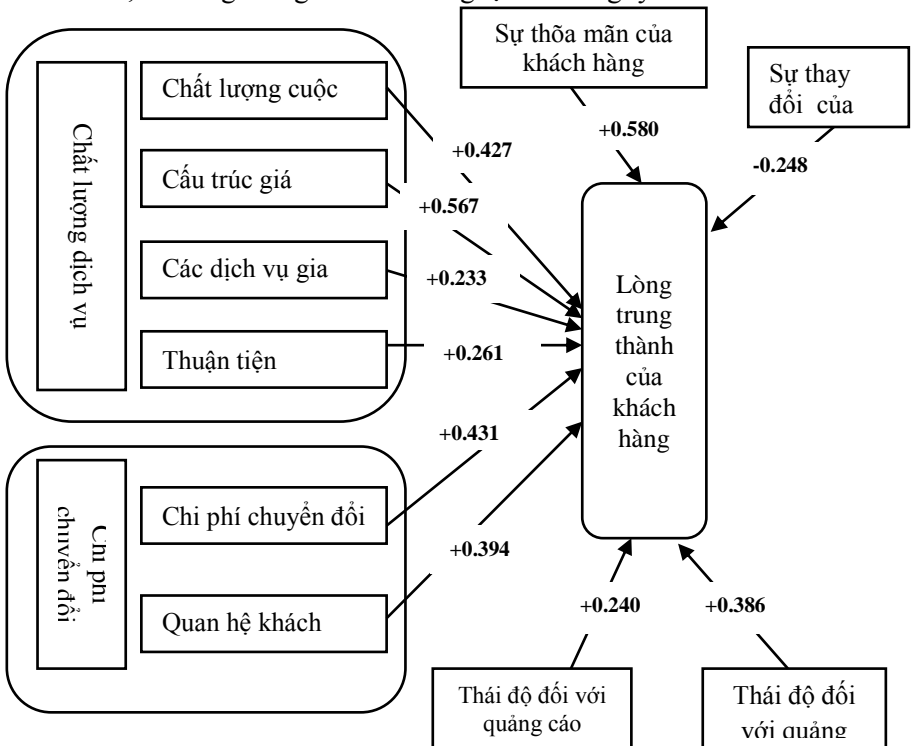 Sự thõa mãn của
khách hàng
Sự thay
đổi của
Chất lượng dịch vụ
Chất lượng cuộc
Cấu trúc giá
Các dịch vụ gia
Thuận tiện
+0.580
-0.248
+0.427
+0.567
+0.233
+0.261
Lòng
trung
thành
của
khách
hàng
Chi phí
chuyển đổi
Chi phí chuyển đổi
Quan hệ khách
+0.431
+0.394
+0.240
+0.386
Thái độ đối với
quảng cáo
Thái độ đối
với quảng